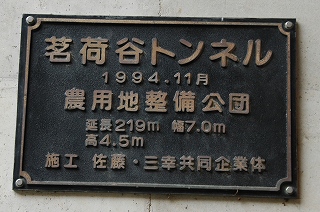 茗荷谷トンネル
1994.11月
農用地整備公団
延長219m 幅7.0m
高4.5m
施工 佐藤・三幸共同企業体